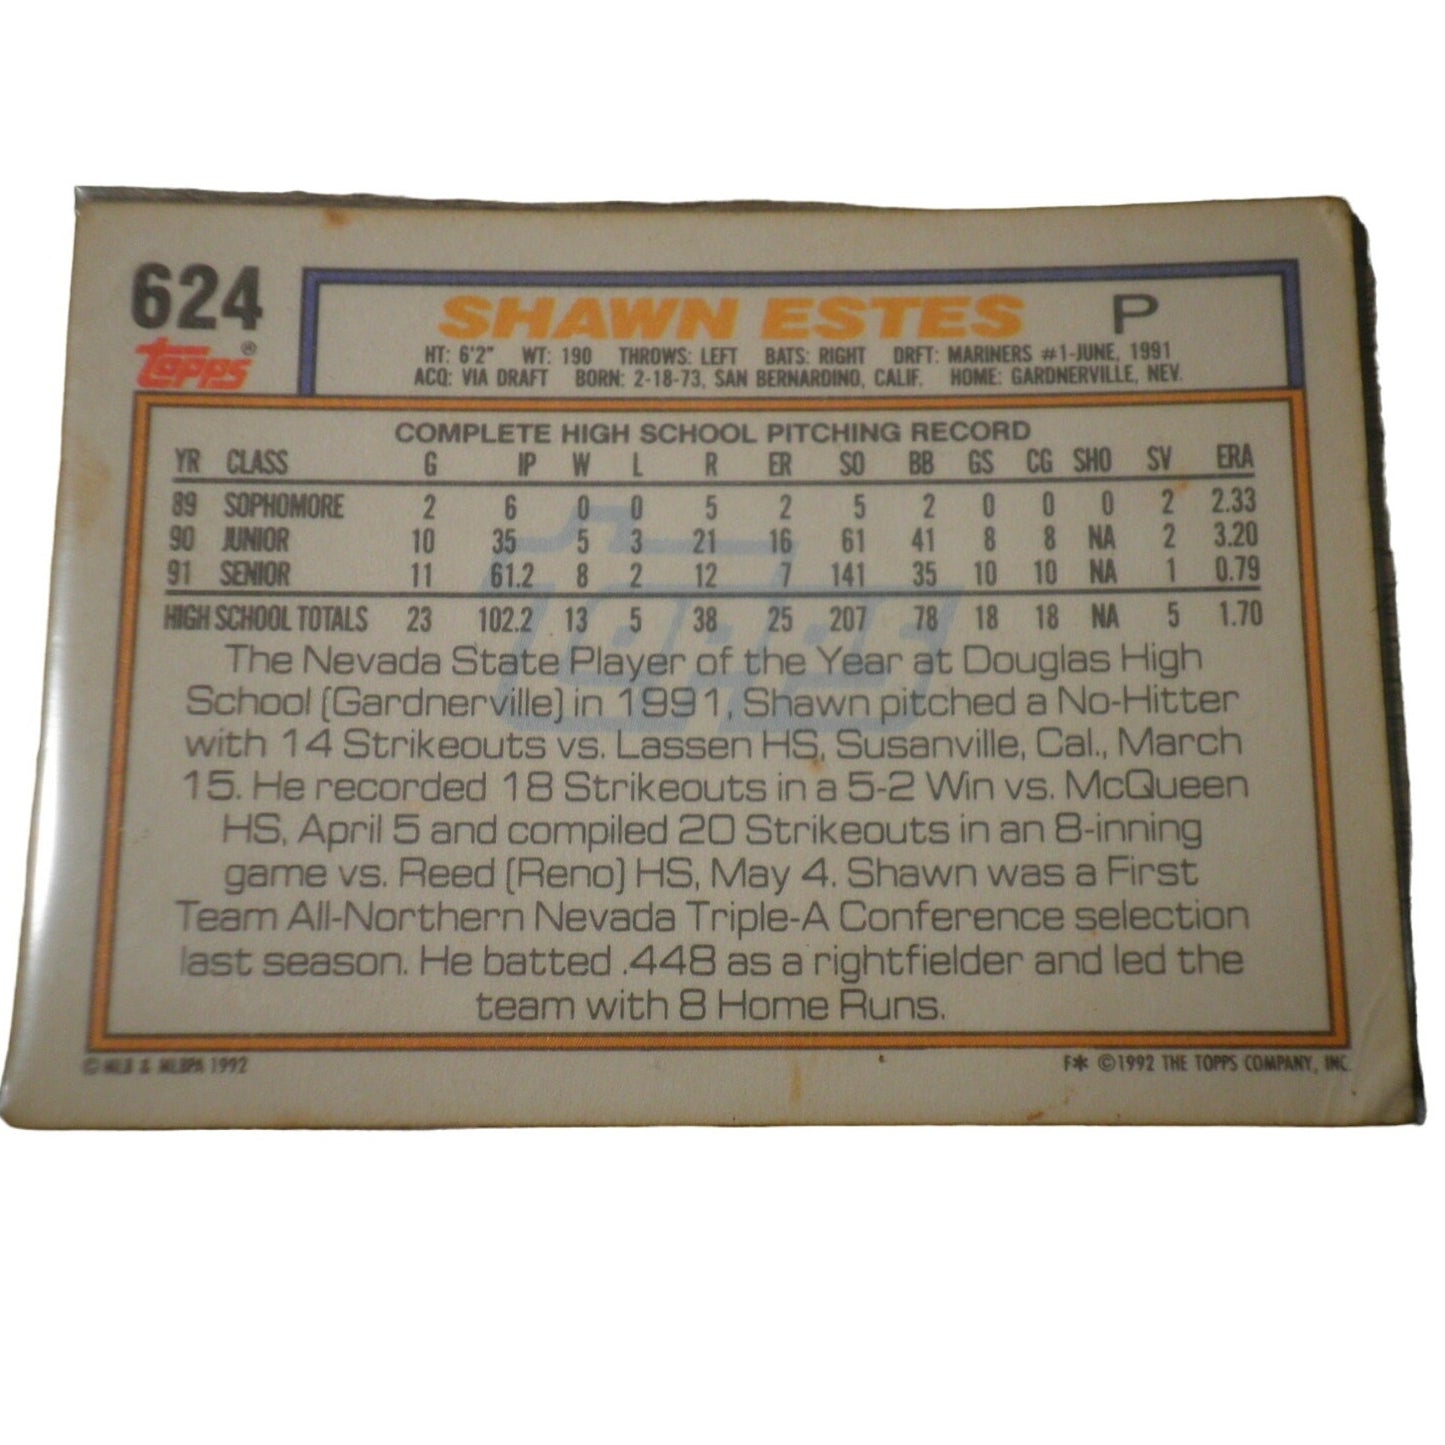 624
topps®
SHAWN ESTES P
HT: 6'2" WT: 190 THROWS: LEFT BATS: RIGHT DRFT: MARINERS #1-JUNE, 1991
ACQ: VIA DRAFT BORN: 2-18-73, SAN BERNARDINO, CALIF. HOME: GARDNERVILLE, NEV.
COMPLETE HIGH SCHOOL PITCHING RECORD
YR CLASS G IP W L R ER SO BB GS CG SHO SV ERA
89 SOPHOMORE 2 6 0 0 5 2 5 2 0 0 0 2 2.33
90 JUNIOR 10 35 5 3 21 16 61 41 8 8 NA 2 3.20
91 SENIOR 11 61.2 8 2 12 7 141 35 10 10 NA 1 0.79
HIGH SCHOOL TOTALS 23 102.2 13 5 38 25 207 78 18 18 NA 5 1.70
topps
The Nevada State Player of the Year at Douglas High
School (Gardnerville) in 1991, Shawn pitched a No-Hitter
with 14 Strikeouts vs. Lassen HS, Susanville, Cal., March
15. He recorded 18 Strikeouts in a 5-2 Win vs. McQueen
HS, April 5 and compiled 20 Strikeouts in an 8-inning
game vs. Reed (Reno) HS, May 4. Shawn was a First
Team All-Northern Nevada Triple-A Conference selection
last season. He batted .448 as a rightfielder and led the
team with 8 Home Runs.
© MLB & MLBPA 1992
F* ©1992 THE TOPPS COMPANY, INC.